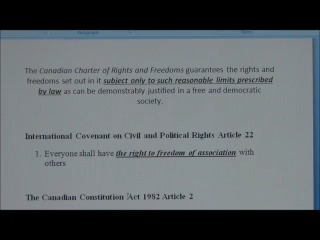 The Canadian Charter of Rights and Freedoms guarantees the rights and
freedoms set out in it subject only to such reasonable limits prescribed
by law as can be demonstrably justified in a free and democratic
society.
International Covenant on Civil and Political Rights Article 22
1. Everyone shall have the right to freedom of association with
others
The Canadian Constitution Act 1982 Article 2